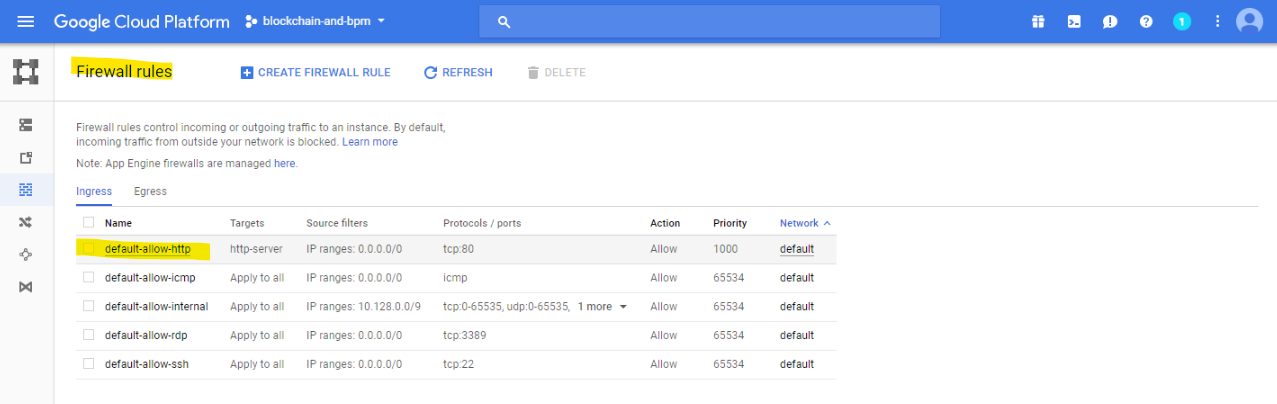 Google Cloud Platform blockchain-and-bpm 1
Firewall rules CREATE FIREWALL RULE REFRESH DELETE
Firewall rules control incoming or outgoing traffic to an instance. By default,
incoming traffic from outside your network is blocked. Learn more
Note: App Engine firewalls are managed here.
Ingress Egress
Name Targets Source filters Protocols / ports Action Priority Network
default-allow-http http-server IP ranges: 0.0.0.0/0 tcp:80 Allow 1000 default
default-allow-icmp Apply to all IP ranges: 0.0.0.0/0 icmp Allow 65534 default
default-allow-internal Apply to all IP ranges: 10.128.0.0/9 tcp:0-65535, udp:0-65535, 1 more Allow 65534 default
default-allow-rdp Apply to all IP ranges: 0.0.0.0/0 tcp:3389 Allow 65534 default
default-allow-ssh Apply to all IP ranges: 0.0.0.0/0 tcp:22 Allow 65534 default